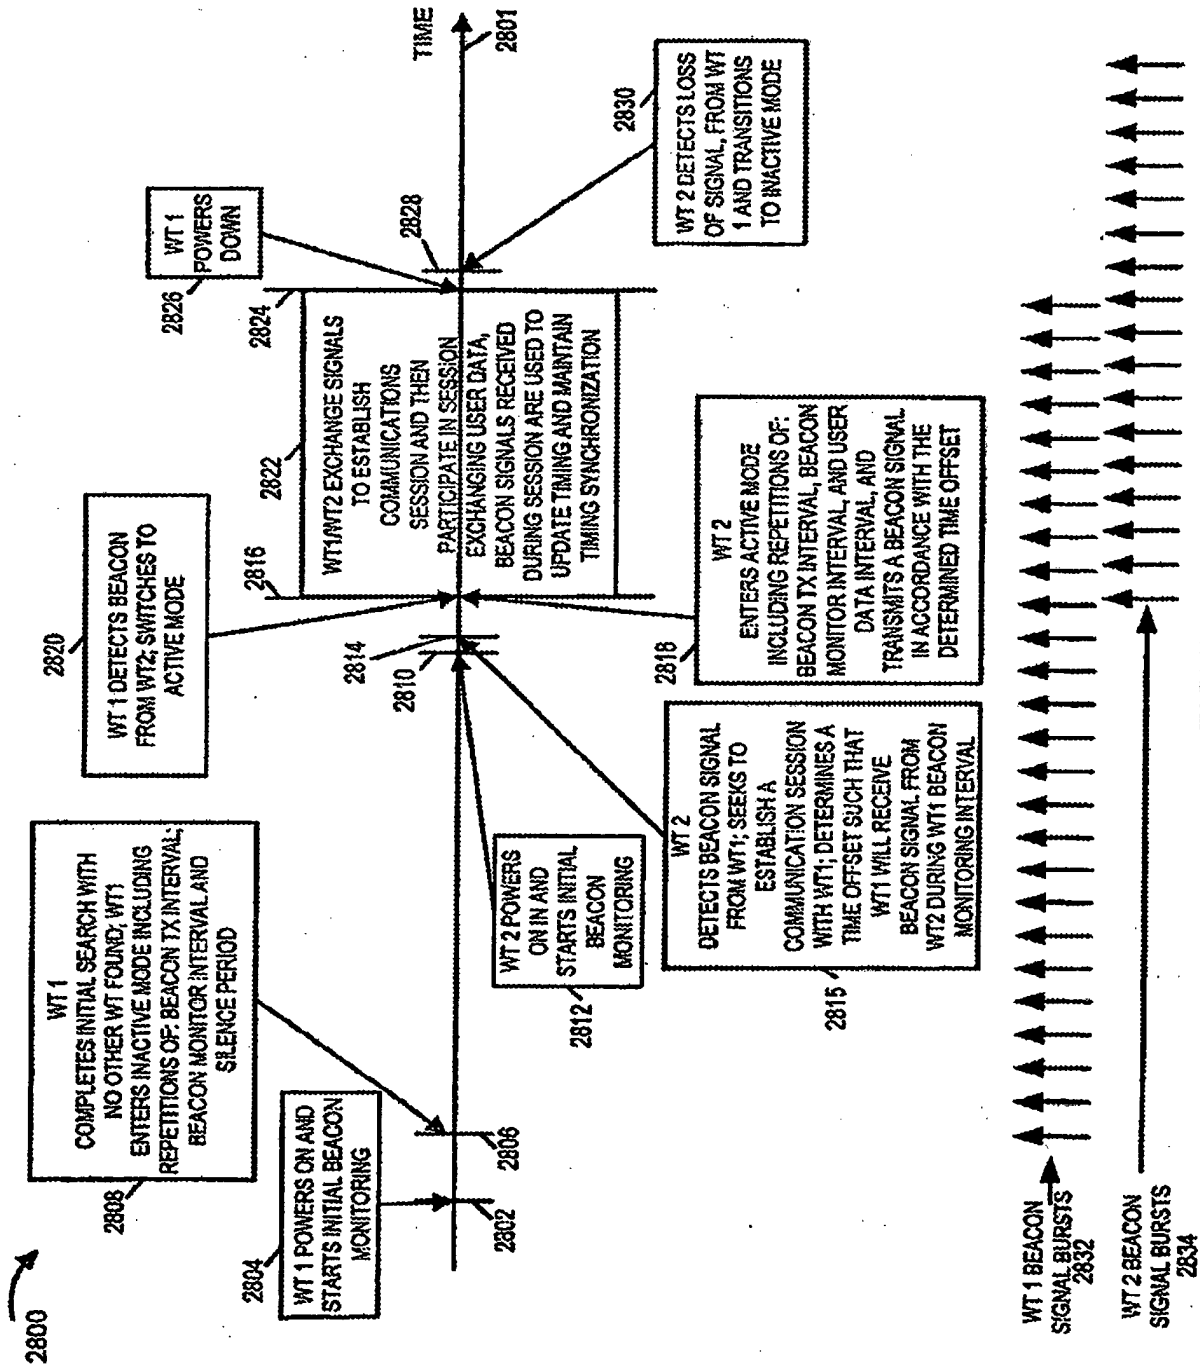 2800
2804
WT 1 POWERS ON AND
STARTS INITIAL BEACON
MONITORING
2802
2808
WT 1
COMPLETES INITIAL SEARCH WITH
NO OTHER WT FOUND; WT1
ENTERS INACTIVE MODE INCLUDING
REPETITIONS OF: BEACON TX INTERVAL;
BEACON MONITOR INTERVAL AND
SILENCE PERIOD
2806
WT 2 POWERS
ON IN AND
STARTS INITIAL
BEACON
MONITORING
2812
2810
2814
WT 2
DETECTS BEACON SIGNAL
FROM WT1; SEEKS TO
ESTABLISH A
COMMUNICATION SESSION
WITH WT1; DETERMINES A
TIME OFFSET SUCH THAT
WT1 WILL RECEIVE
BEACON SIGNAL FROM
WT2 DURING WT1 BEACON
MONITORING INTERVAL
2815
2820
WT 1 DETECTS BEACON
FROM WT2; SWITCHES TO
ACTIVE MODE
2816
2818
WT 2
ENTERS ACTIVE MODE
INCLUDING REPETITIONS OF:
BEACON TX INTERVAL, BEACON
MONITOR INTERVAL, AND USER
DATA INTERVAL, AND
TRANSMITS A BEACON SIGNAL
IN ACCORDANCE WITH THE
DETERMINED TIME OFFSET
2822
WT1/WT2 EXCHANGE SIGNALS
TO ESTABLISH
COMMUNICATIONS
SESSION AND THEN
PARTICIPATE IN SESSION
EXCHANGING USER DATA,
BEACON SIGNALS RECEIVED
DURING SESSION ARE USED TO
UPDATE TIMING AND MAINTAIN
TIMING SYNCHRONIZATION
2824
2826
WT 1
POWERS
DOWN
2828
2830
WT 2 DETECTS LOSS
OF SIGNAL, FROM WT
1 AND TRANSITIONS
TO INACTIVE MODE
TIME
2801
WT 1 BEACON
SIGNAL BURSTS
2832
WT 2 BEACON
SIGNAL BURSTS
2834